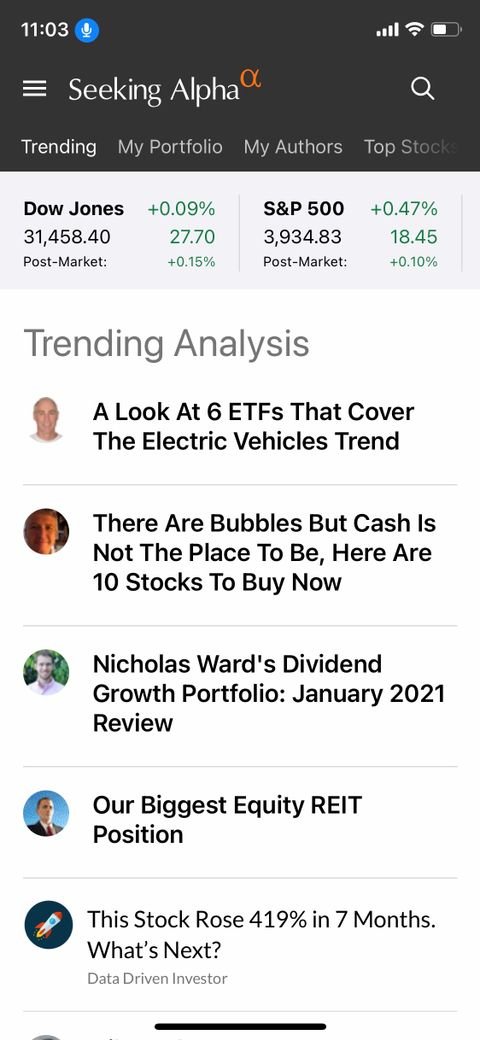 11:03
Seeking Alpha α
Trending My Portfolio My Authors Top Stocks
Dow Jones +0.09% S&P 500 +0.47%
31,458.40 27.70 3,934.83 18.45
Post-Market: +0.15% Post-Market: +0.10%
Trending Analysis
A Look At 6 ETFs That Cover
The Electric Vehicles Trend
There Are Bubbles But Cash Is
Not The Place To Be, Here Are
10 Stocks To Buy Now
Nicholas Ward's Dividend
Growth Portfolio: January 2021
Review
Our Biggest Equity REIT
Position
This Stock Rose 419% in 7 Months.
What’s Next?
Data Driven Investor